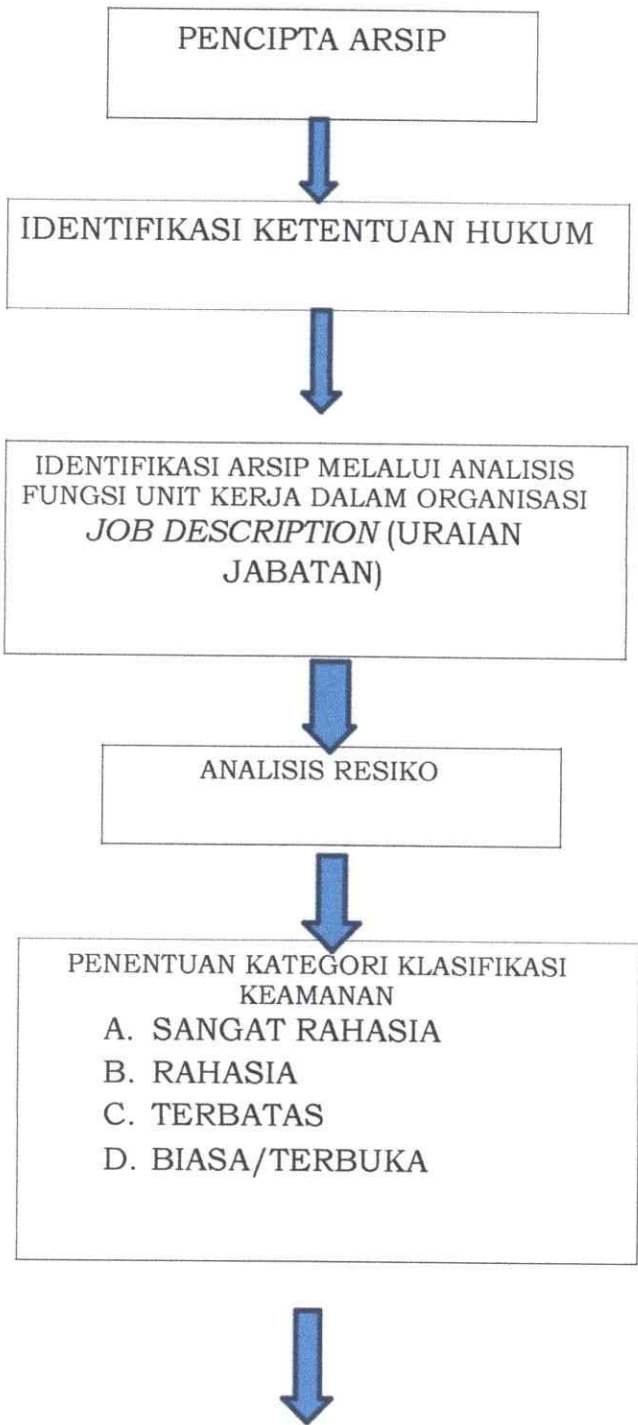 PENCIPTA ARSIP
IDENTIFIKASI KETENTUAN HUKUM
IDENTIFIKASI ARSIP MELALUI ANALISIS
FUNGSI UNIT KERJA DALAM ORGANISASI
JOB DESCRIPTION (URAIAN
JABATAN)
ANALISIS RESIKO
PENENTUAN KATEGORI KLASIFIKASI
KEAMANAN
A. SANGAT RAHASIA
B. RAHASIA
C. TERBATAS
D. BIASA/TERBUKA